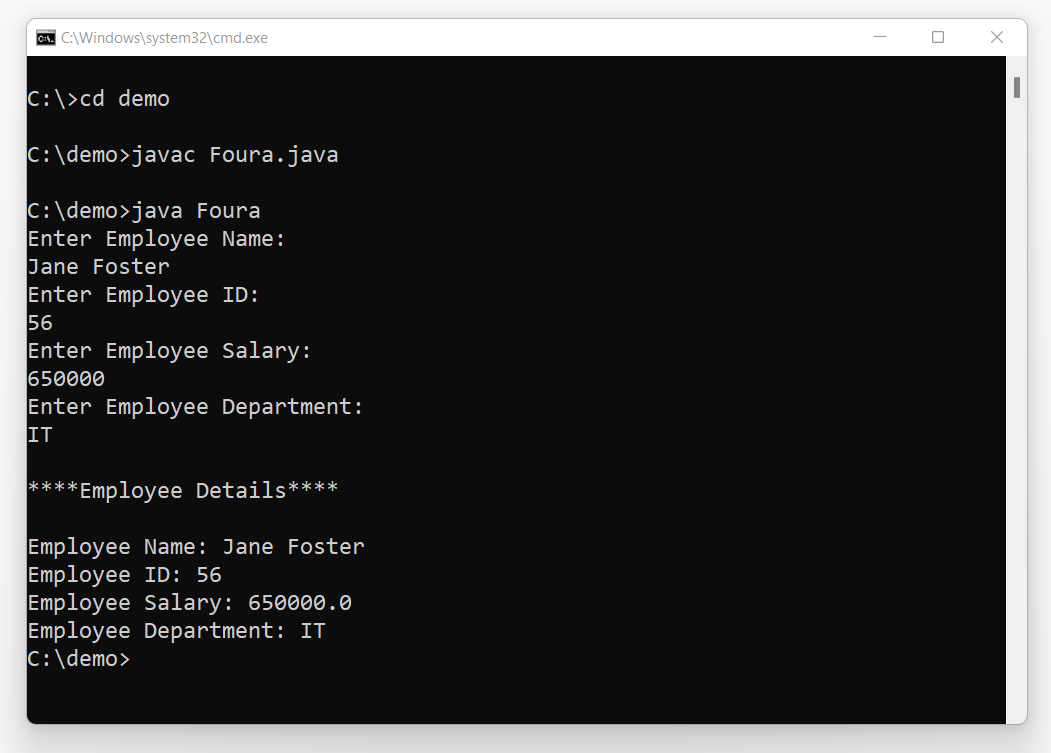 C:\Windows\system32\cmd.exe
C:\>cd demo
C:\demo>javac Foura.java
C:\demo>java Foura
Enter Employee Name:
Jane Foster
Enter Employee ID:
56
Enter Employee Salary:
650000
Enter Employee Department:
IT
****Employee Details****
Employee Name: Jane Foster
Employee ID: 56
Employee Salary: 650000.0
Employee Department: IT
C:\demo>